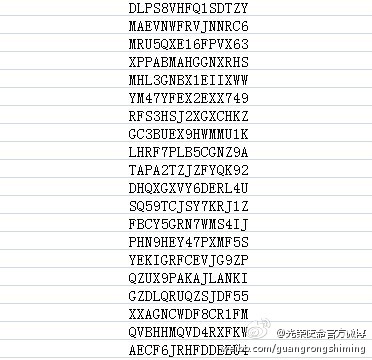 DLPS8VHFQ1SDTZY
MAEVNWFRVJNNRC6
MRU5QXE16FPVX63
XPPABMAHGGNXRHS
MHL3GNBX1EIIXWW
YM47YFEX2EXX749
RFS3HSJ2XGXCHKZ
GC3BUEX9HWMMU1K
LHRF7PLB5CGNZ9A
TAPA2TZJZFYQK92
DHQXGXVY6DERL4U
SQ59TCJSY7KRJ1Z
FBCY5GRN7WMS4IJ
PHN9HEY47PXMF5S
YEKIGRFCEVJG9ZP
QZUX9PAKAJLANKI
GZDLQRUQZSJDF55
XXAGNCWDF8CR1FM
QVBHHMQVD4RXFKW
@光荣使命官方微博
weibo.com/guangrongshiming